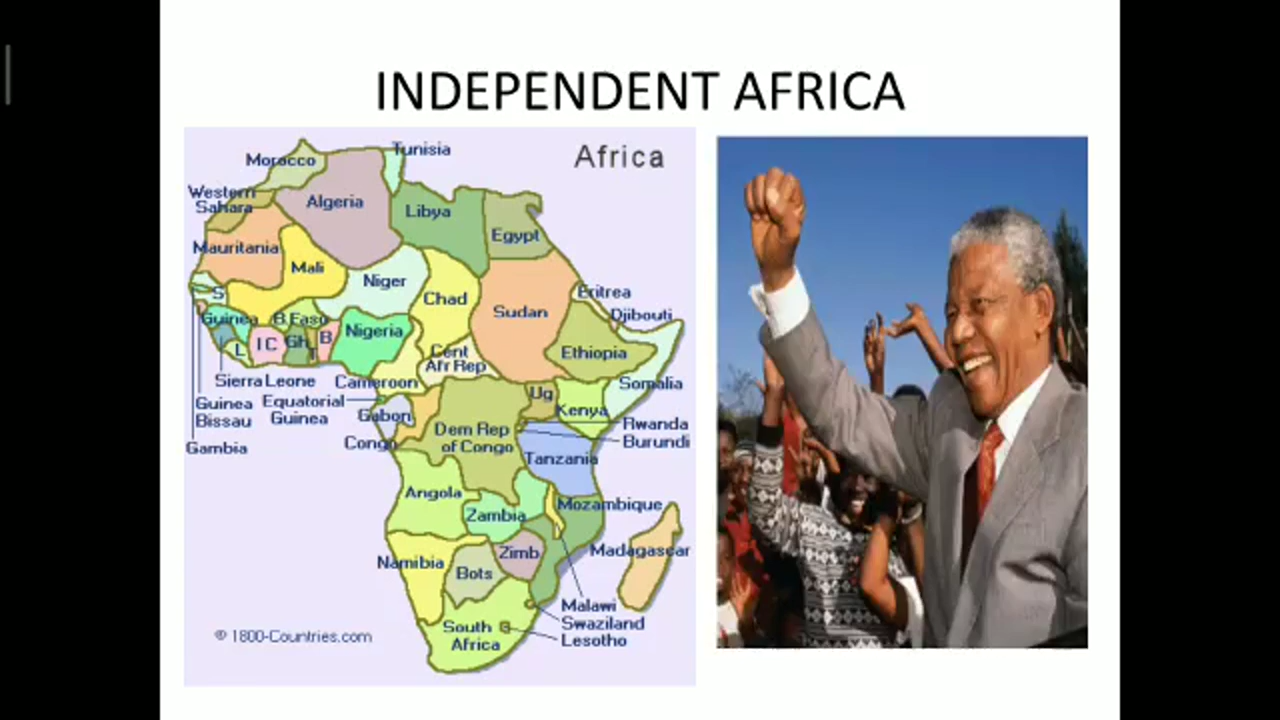 INDEPENDENT AFRICA
Africa
Tunisia
Morocco
Western
Sahara
Algeria
Libya
Egypt
Mauritania
Mali
Niger
Chad
Sudan
Eritrea
Djibouti
S
Guinea
B Faso
Nigeria
L
I C
Gh
T
B
Cent
Afr Rep
Ethiopia
Somalia
Sierra Leone
Cameroon
Ug
Kenya
Guinea
Bissau
Equatorial
Guinea
Gabon
Congo
Gambia
Dem Rep
of Congo
Rwanda
Burundi
Tanzania
Angola
Zambia
Mozambique
Namibia
Zimb
Bots
Madagascar
Malawi
Swaziland
Lesotho
South
Africa
© 1800-Countries.com